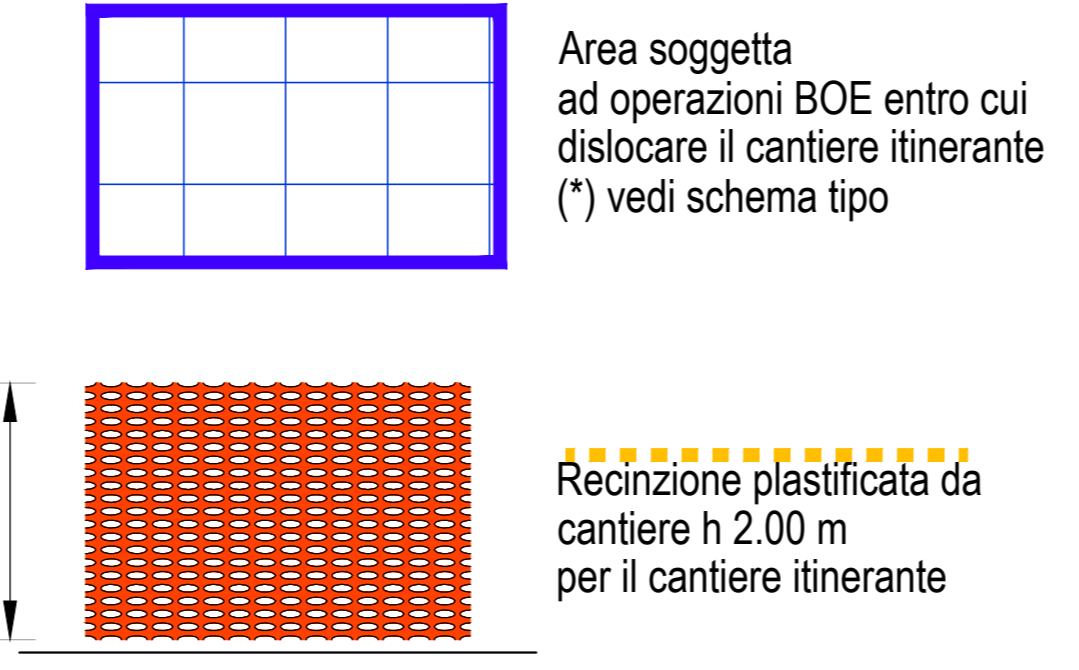 Area soggetta
ad operazioni BOE entro cui
dislocare il cantiere itinerante
(*) vedi schema tipo
Recinzione plastificata da
cantiere h 2.00 m
per il cantiere itinerante